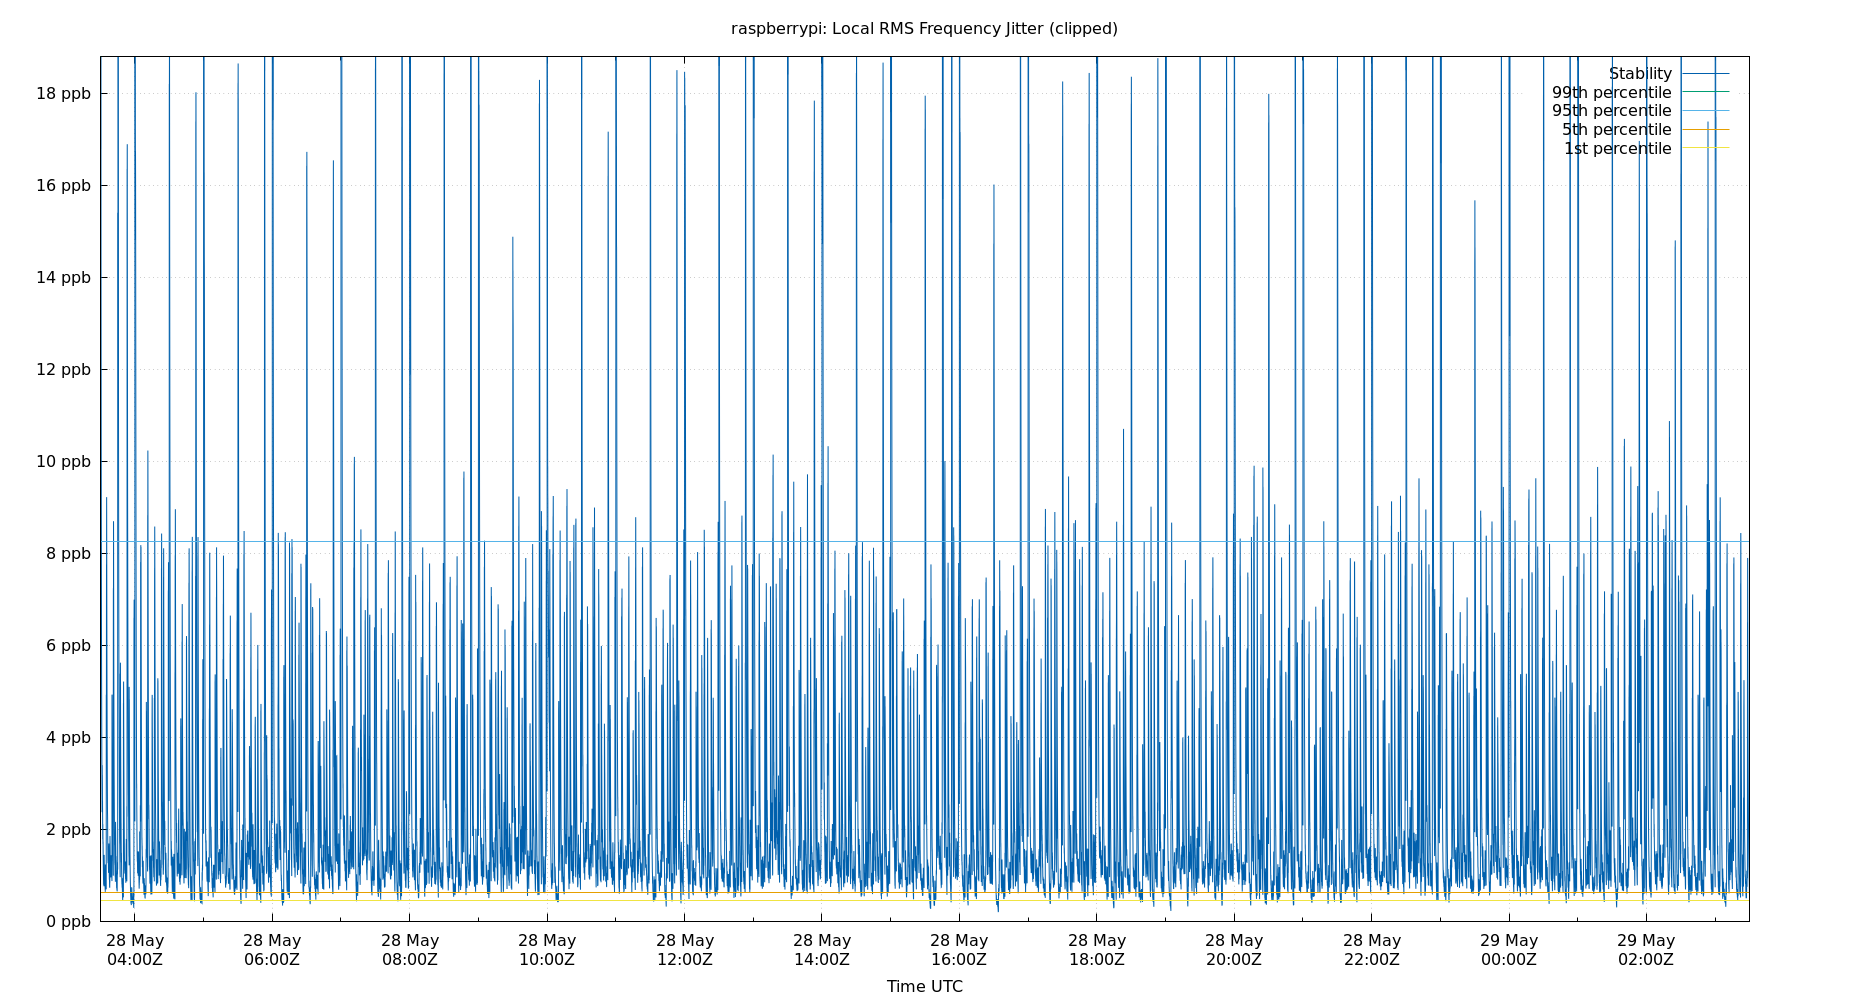 raspberrypi: Local RMS Frequency Jitter (clipped)
18 ppb
16 ppb
14 ppb
12 ppb
10 ppb
8 ppb
6 ppb
4 ppb
2 ppb
0 ppb
Stability
99th percentile
95th percentile
5th percentile
1st percentile
28 May 28 May 28 May 28 May 28 May 28 May 28 May 28 May 28 May 28 May 29 May 29 May
04:00Z 06:00Z 08:00Z 10:00Z 12:00Z 14:00Z 16:00Z 18:00Z 20:00Z 22:00Z 00:00Z 02:00Z
Time UTC